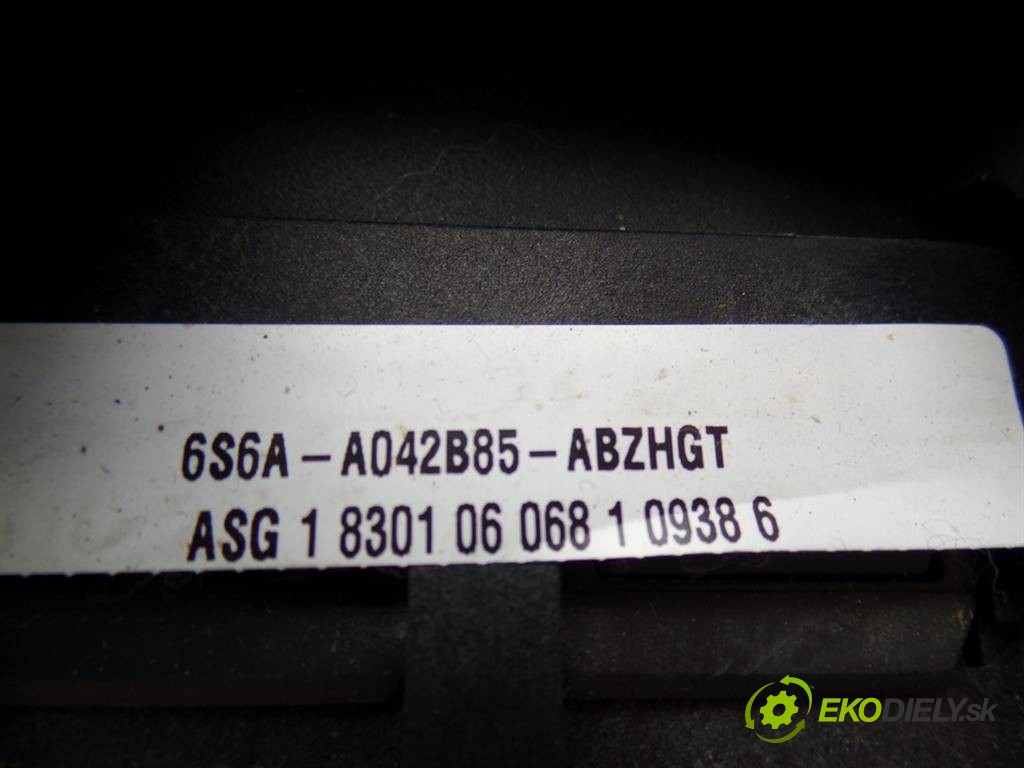 6S6A - A042B85 - ABZHGT
ASG 1 8301 06 068 1 0938 6
EKODIELY.sk